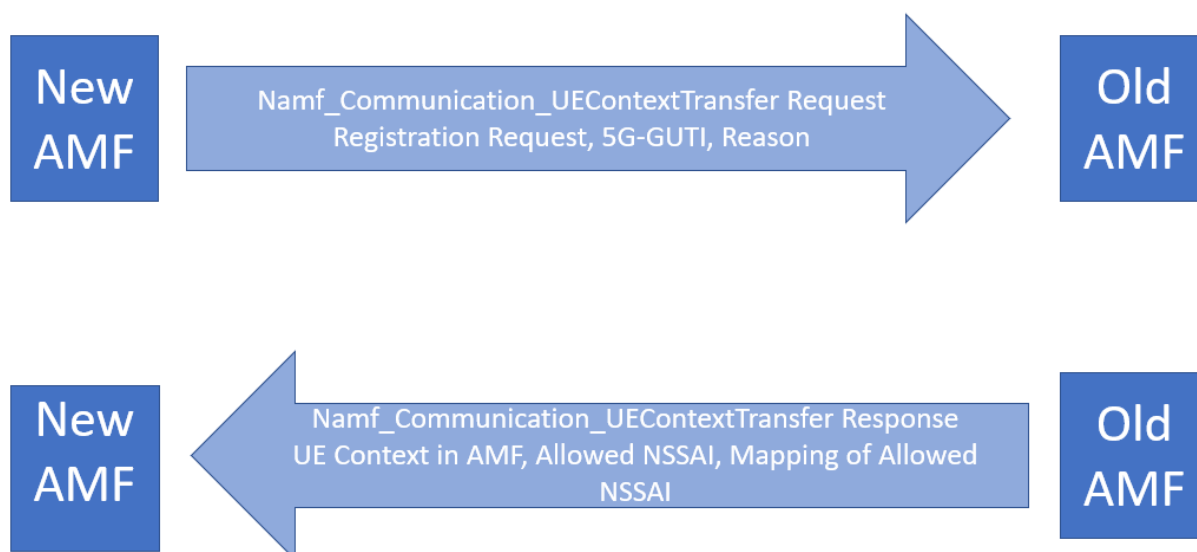 New
AMF
Namf_Communication_UEContextTransfer Request
Registration Request, 5G-GUTI, Reason
Old
AMF
New
AMF
Namf_Communication_UEContextTransfer Response
UE Context in AMF, Allowed NSSAI, Mapping of Allowed
NSSAI
Old
AMF